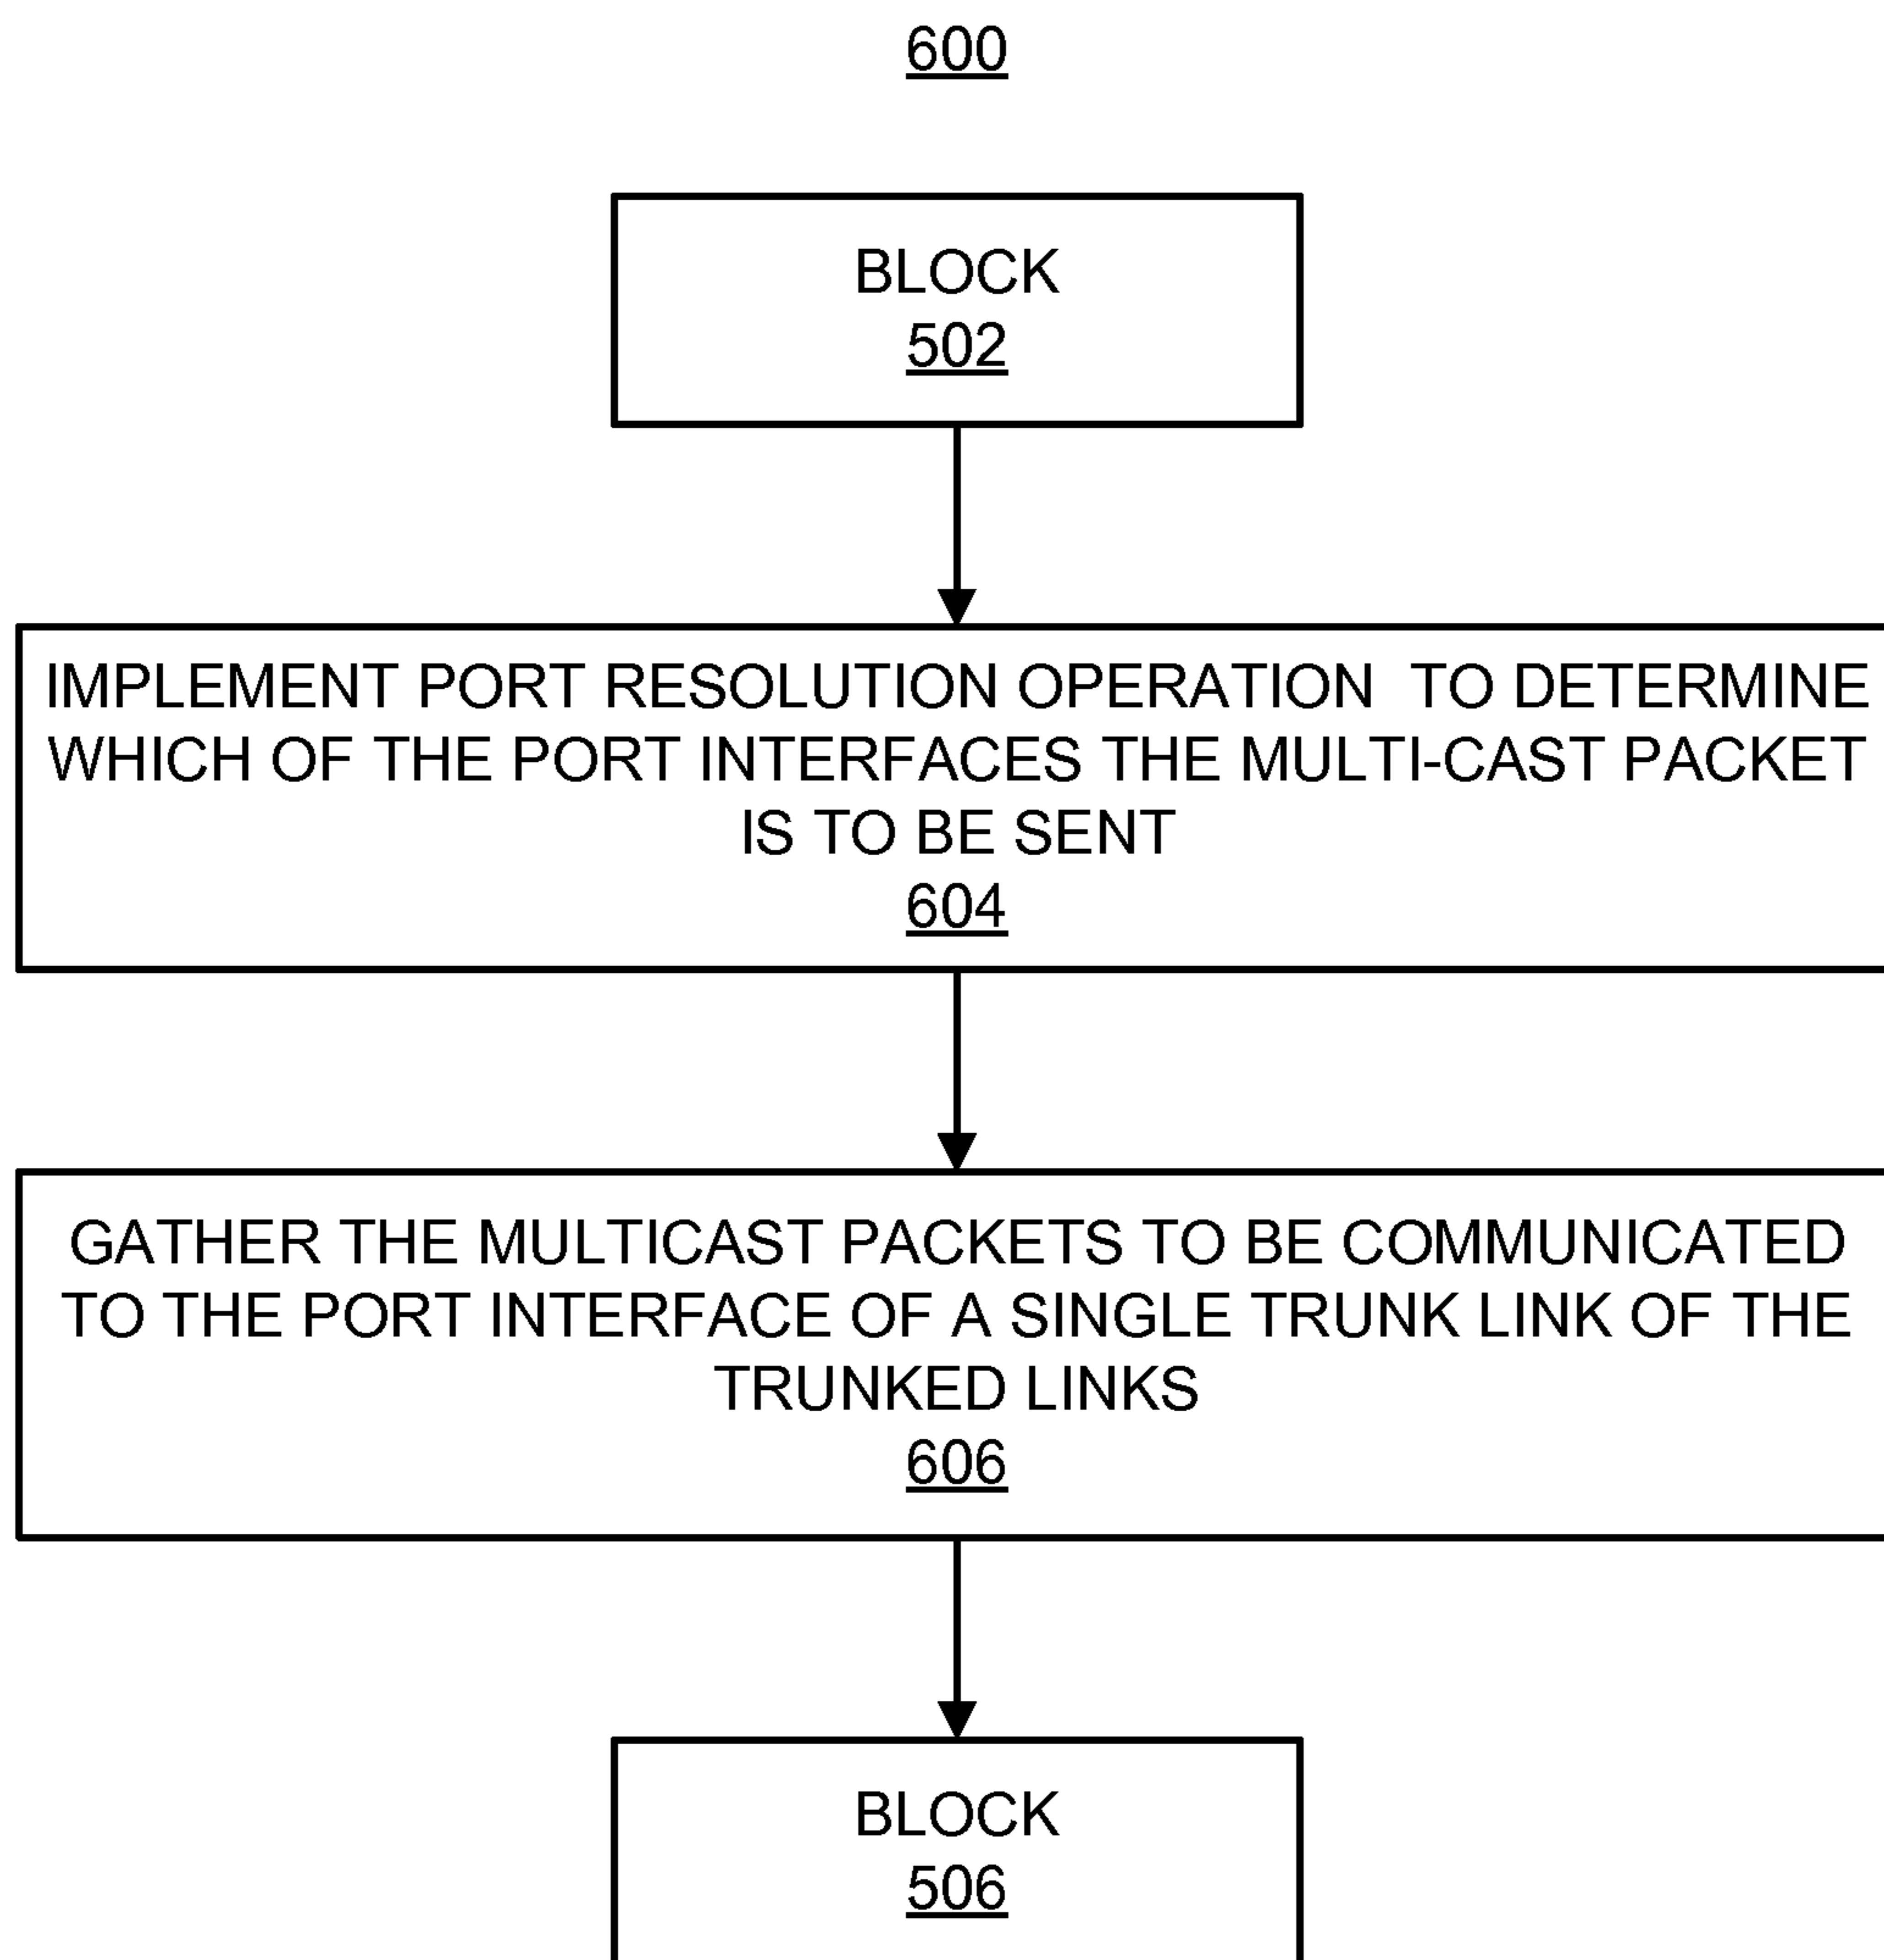 600
BLOCK
502
IMPLEMENT PORT RESOLUTION OPERATION TO DETERMINE
WHICH OF THE PORT INTERFACES THE MULTI-CAST PACKET
IS TO BE SENT
604
GATHER THE MULTICAST PACKETS TO BE COMMUNICATED
TO THE PORT INTERFACE OF A SINGLE TRUNK LINK OF THE
TRUNKED LINKS
606
BLOCK
506